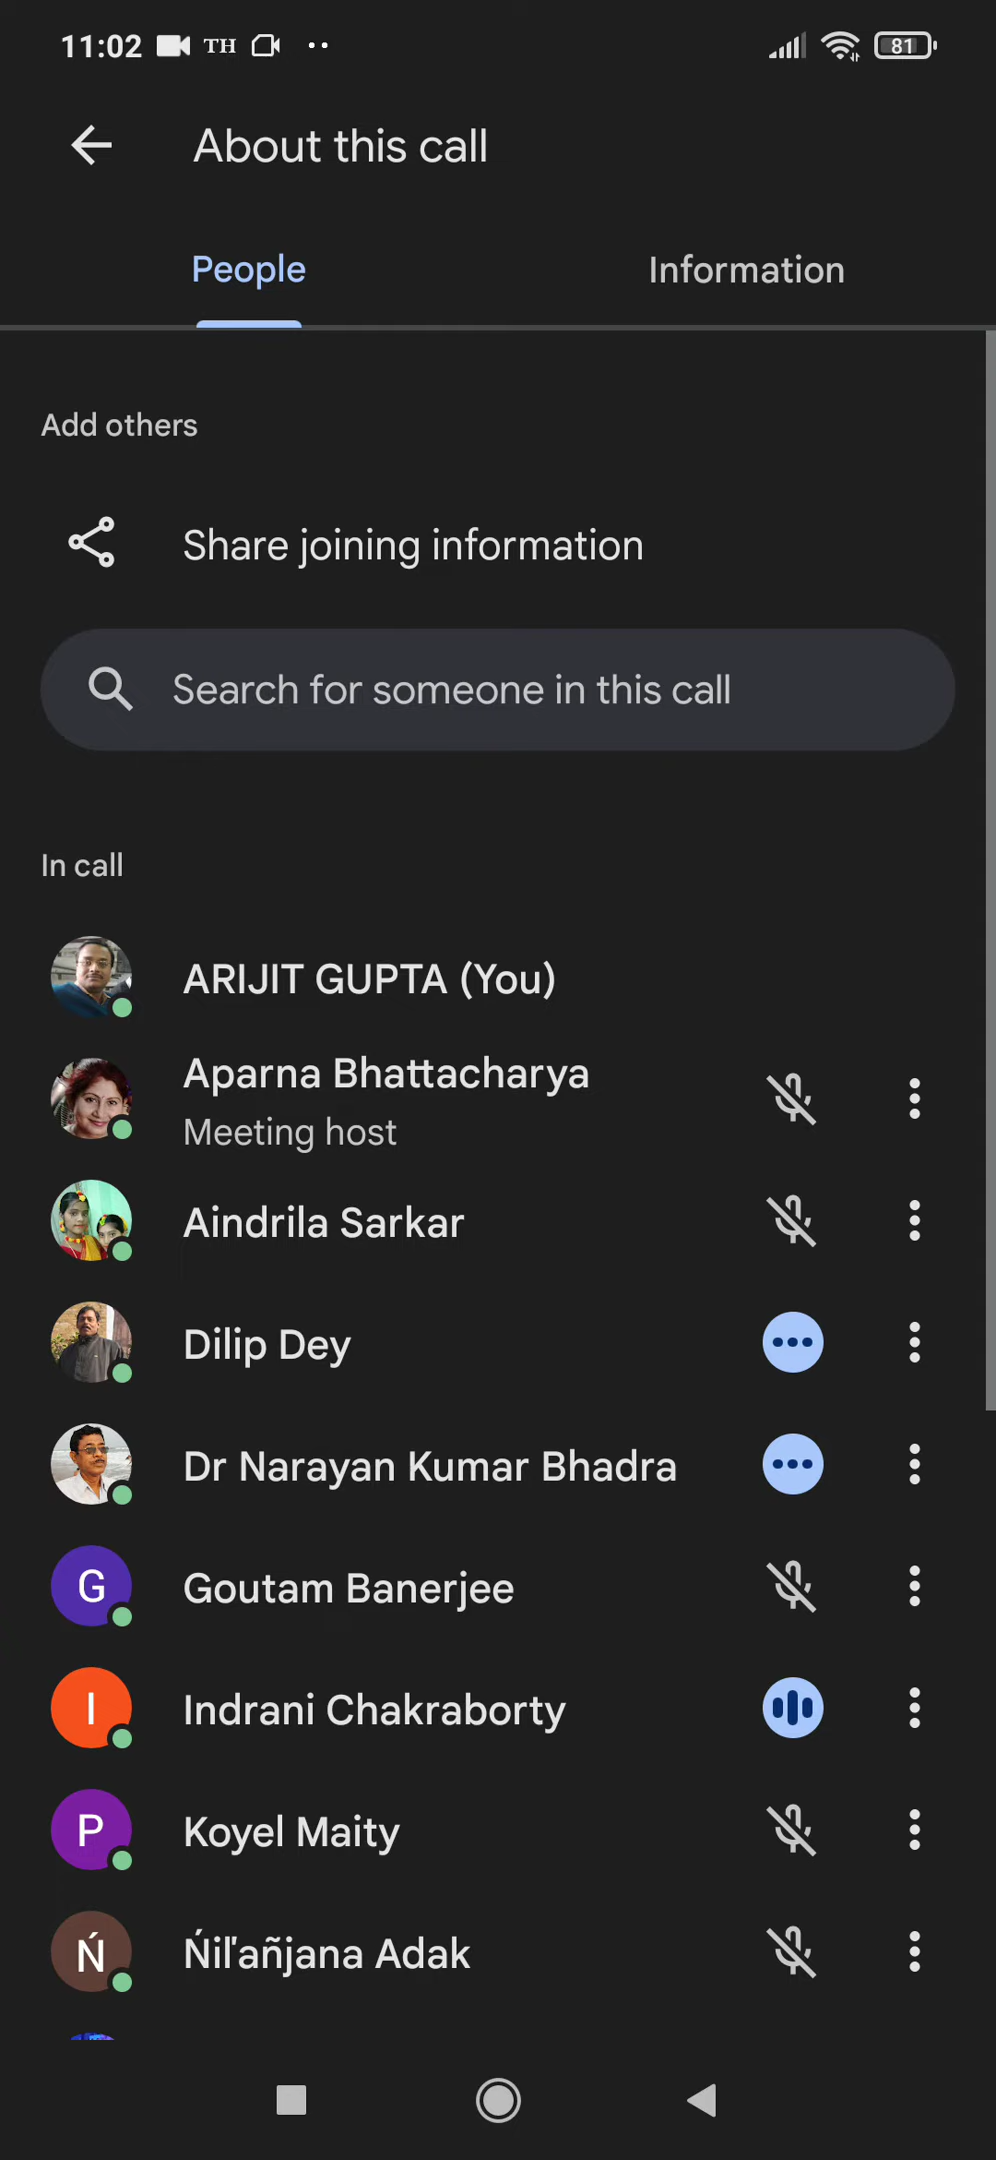 11:02 TH 81
About this call
People Information
Add others
Share joining information
Search for someone in this call
In call
ARIJIT GUPTA (You)
Aparna Bhattacharya
Meeting host
Aindrila Sarkar
Dilip Dey
Dr Narayan Kumar Bhadra
G Goutam Banerjee
I Indrani Chakraborty
P Koyel Maity
Ń Ńiľañjana Adak